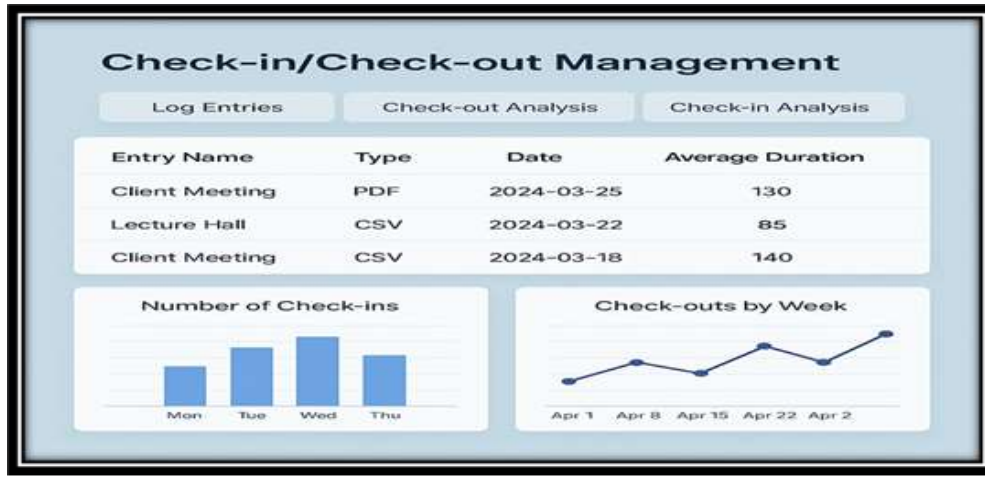 Check-in/Check-out Management
Log Entries Check-out Analysis Check-in Analysis
Entry Name Type Date Average Duration
Client Meeting PDF 2024-03-25 130
Lecture Hall CSV 2024-03-22 85
Client Meeting CSV 2024-03-18 140
Number of Check-ins
Mon Tue Wed Thu
Check-outs by Week
Apr 1 Apr 8 Apr 15 Apr 22 Apr 2